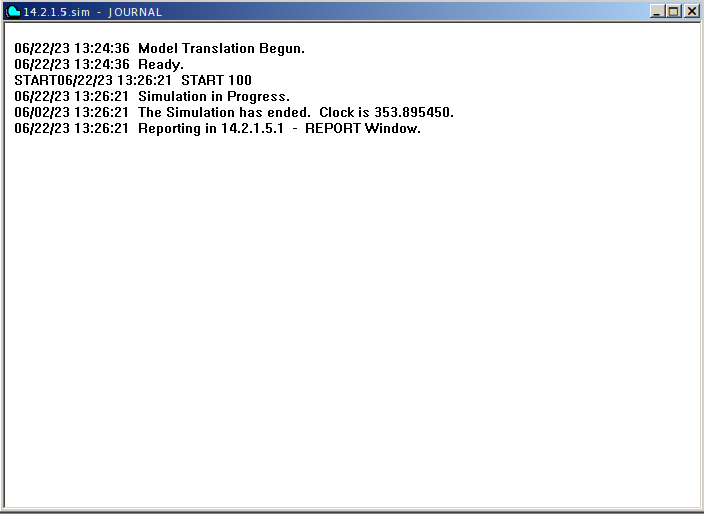 14.2.1.5.sim - JOURNAL
06/22/23 13:24:36 Model Translation Begun.
06/22/23 13:24:36 Ready.
START06/22/23 13:26:21 START 100
06/22/23 13:26:21 Simulation in Progress.
06/02/23 13:26:21 The Simulation has ended. Clock is 353.895450.
06/22/23 13:26:21 Reporting in 14.2.1.5.1 - REPORT Window.